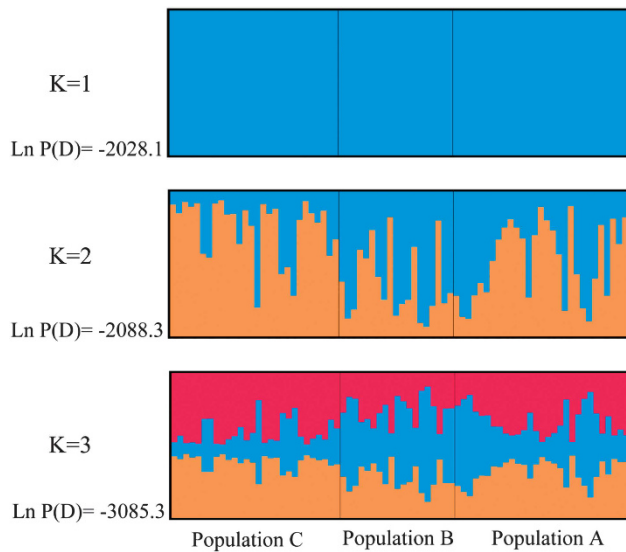 K=1
Ln P(D)= -2028.1
K=2
Ln P(D)= -2088.3
K=3
Ln P(D)= -3085.3
Population C Population B Population A